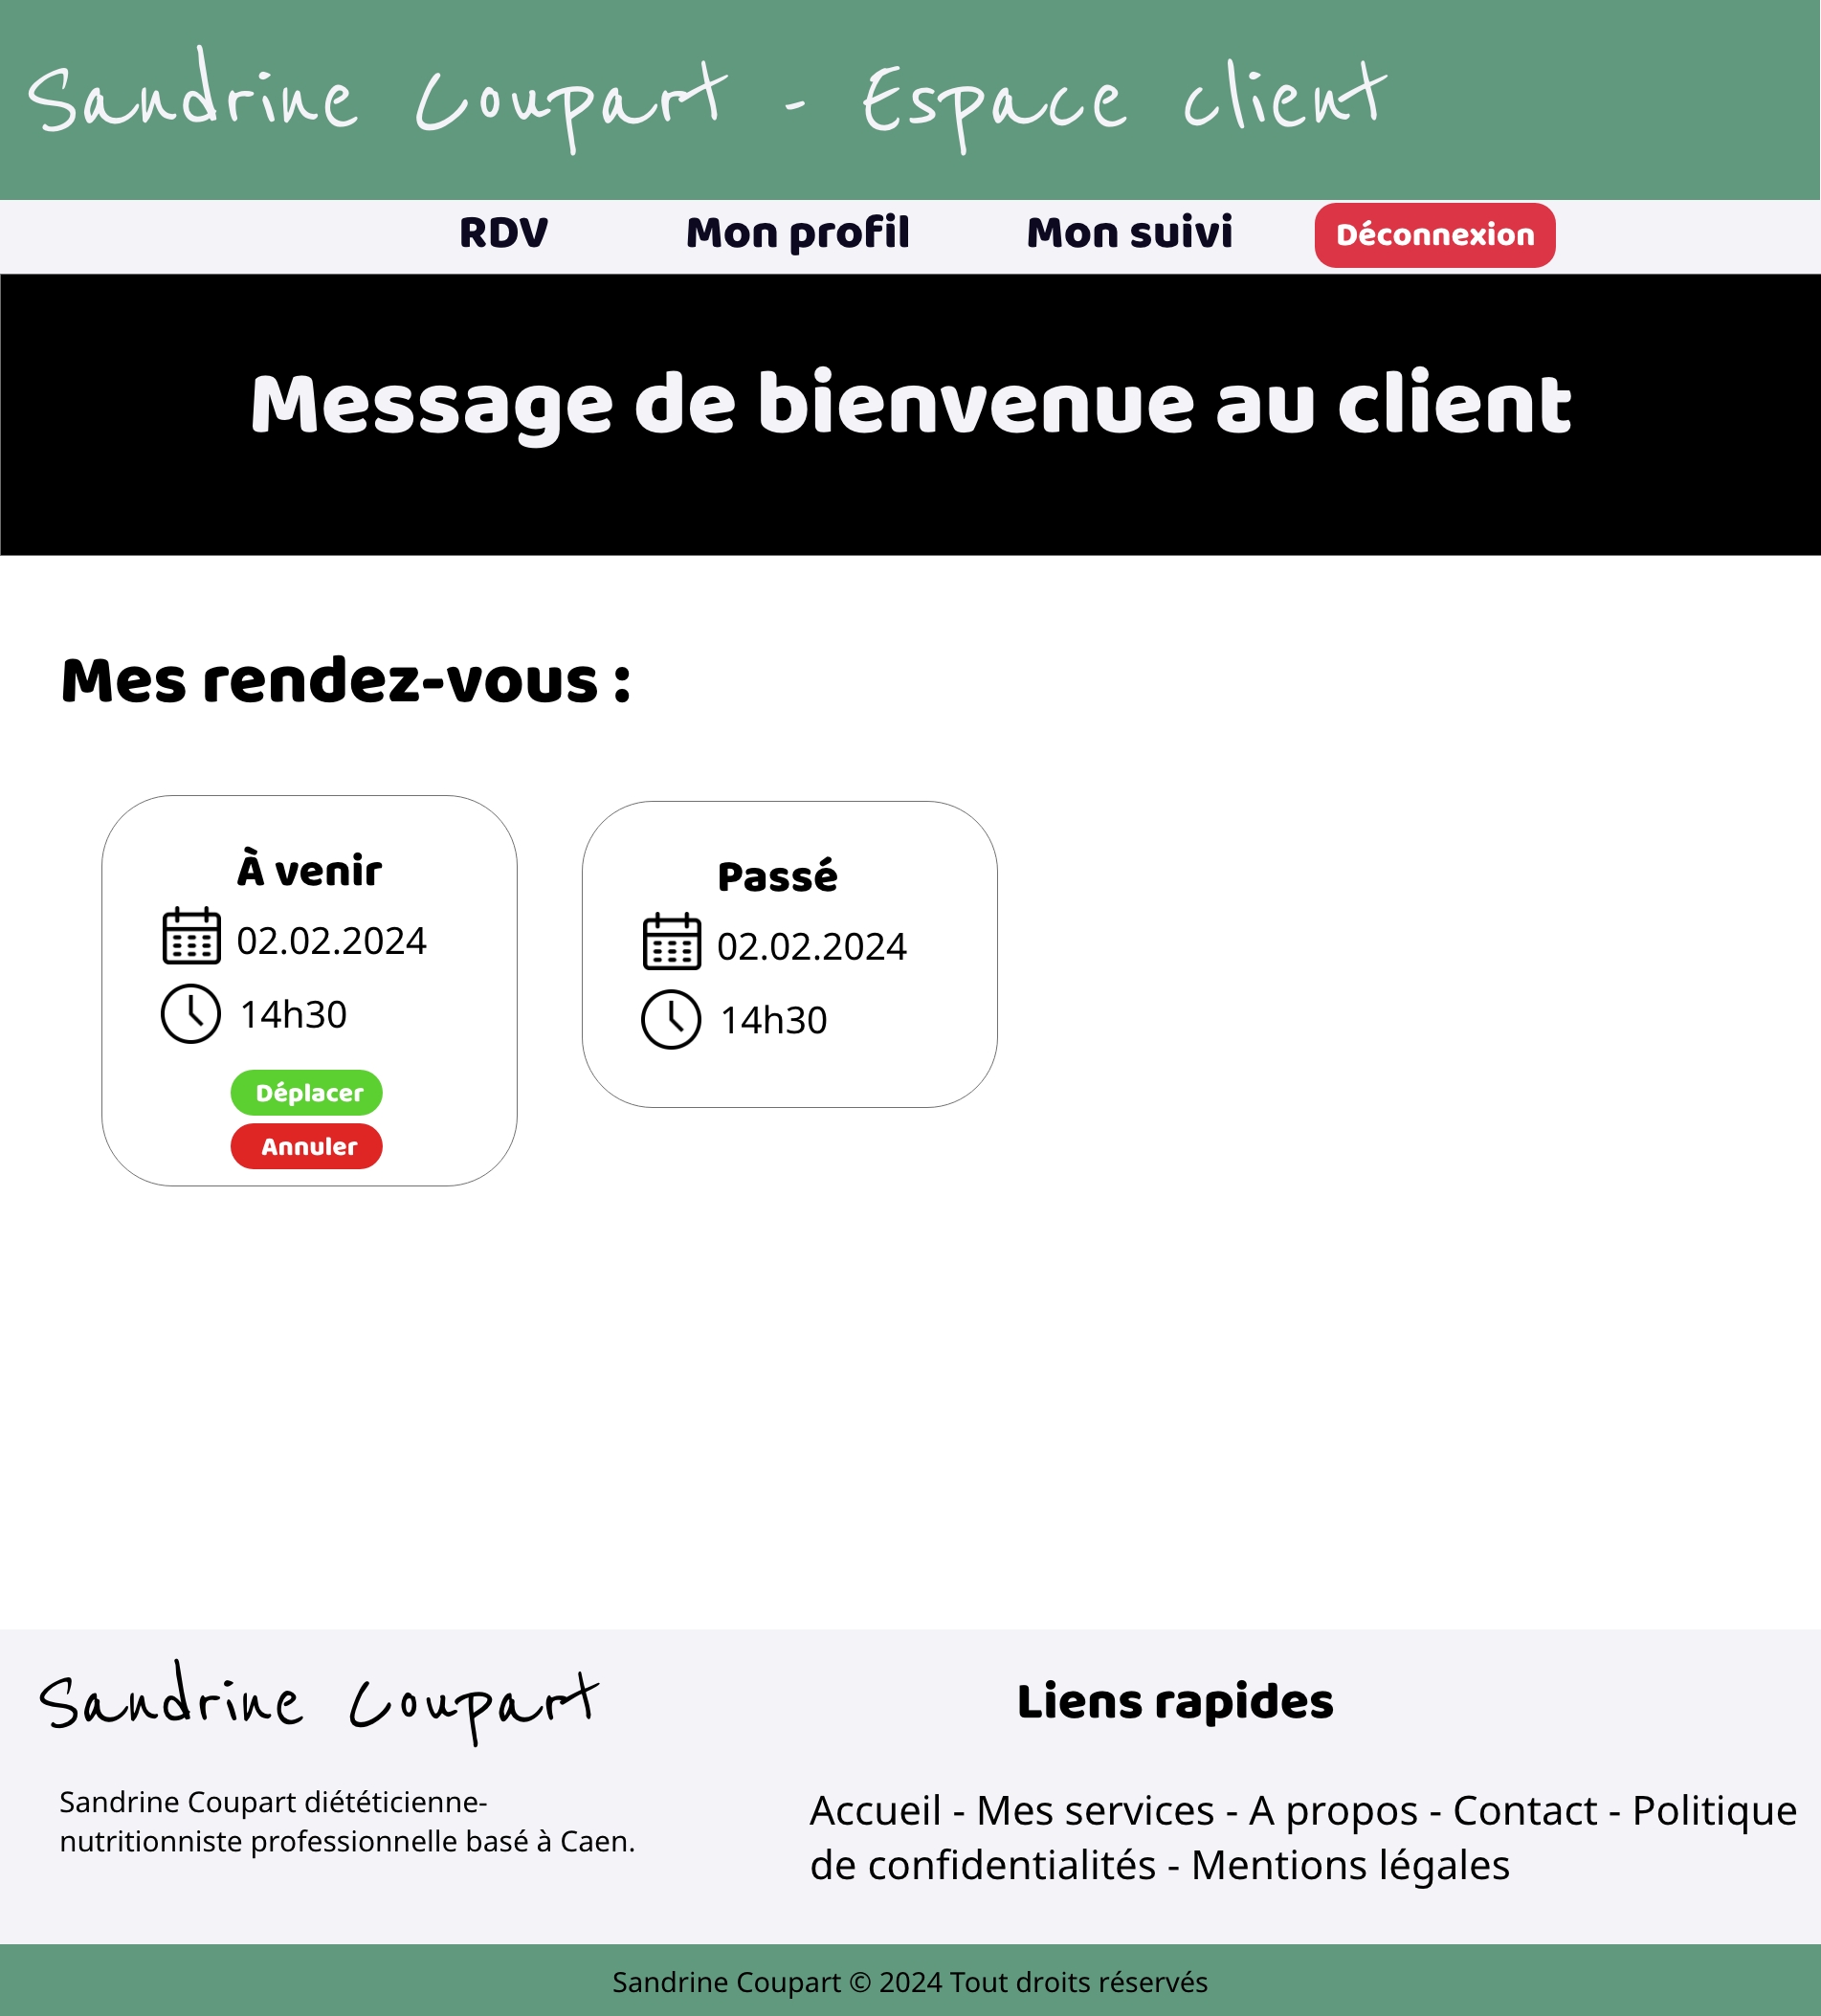 Sandrine Coupart - Espace client
RDV Mon profil Mon suivi Déconnexion
Message de bienvenue au client
Mes rendez-vous :
À venir
02.02.2024
14h30
Déplacer
Annuler
Passé
02.02.2024
14h30
Sandrine Coupart
Sandrine Coupart diététicienne-
nutritionniste professionnelle basé à Caen.
Liens rapides
Accueil - Mes services - A propos - Contact - Politique
de confidentialités - Mentions légales
Sandrine Coupart © 2024 Tout droits réservés